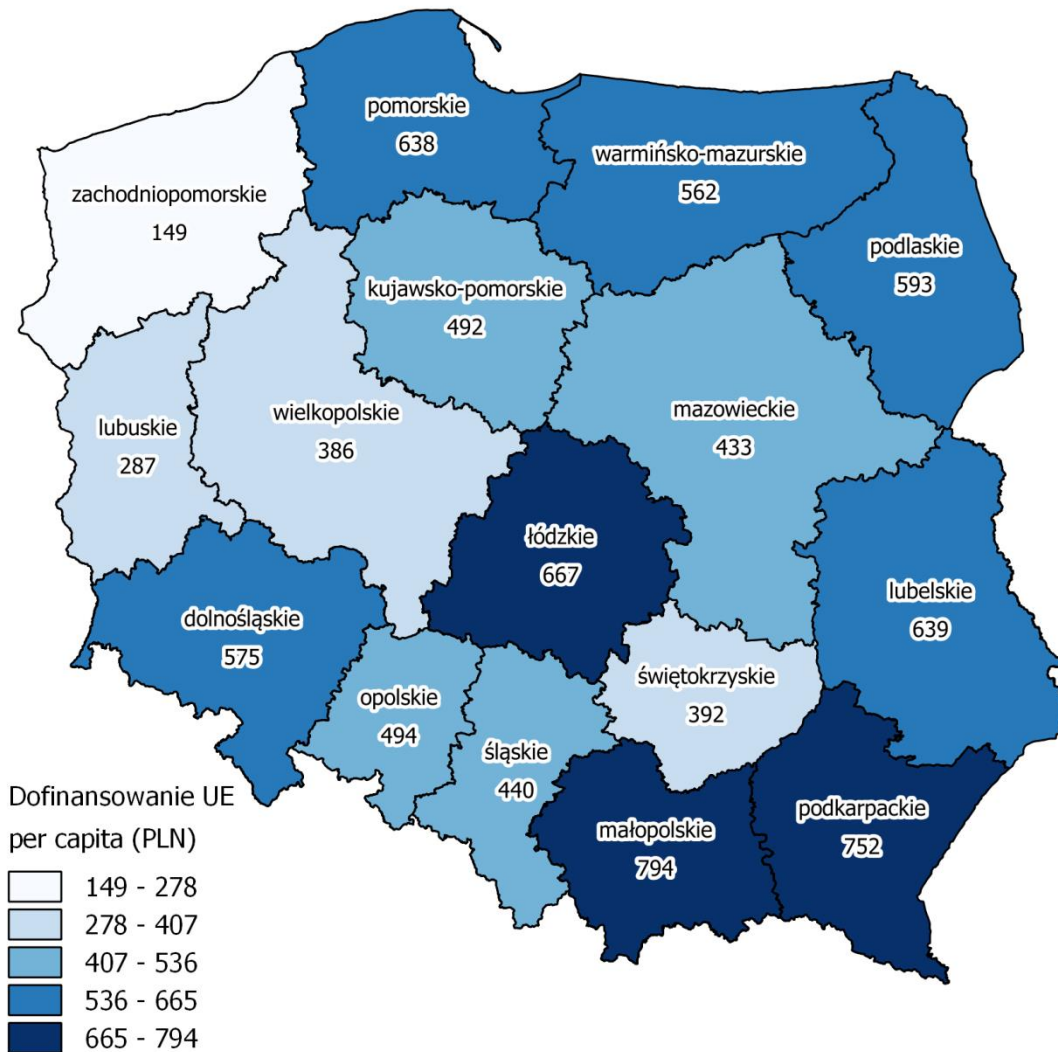 pomorskie
638
warmińsko-mazurskie
562
zachodniopomorskie
149
podlaskie
593
kujawsko-pomorskie
492
wielkopolskie
386
mazowieckie
433
lubuskie
287
łódzkie
667
lubelskie
639
dolnośląskie
575
świętokrzyskie
392
opolskie
494
śląskie
440
małopolskie
794
podkarpackie
752
Dofinansowanie UE
per capita (PLN)
149 - 278
278 - 407
407 - 536
536 - 665
665 - 794